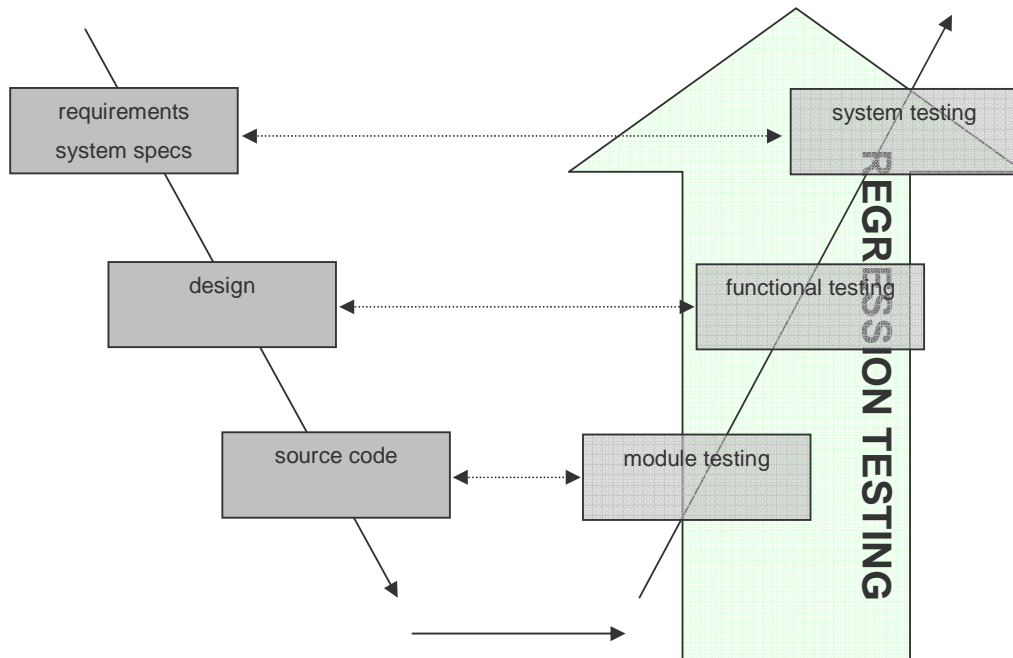 requirements
system specs
system testing
design
functional testing
source code
module testing
REGRESSION TESTING